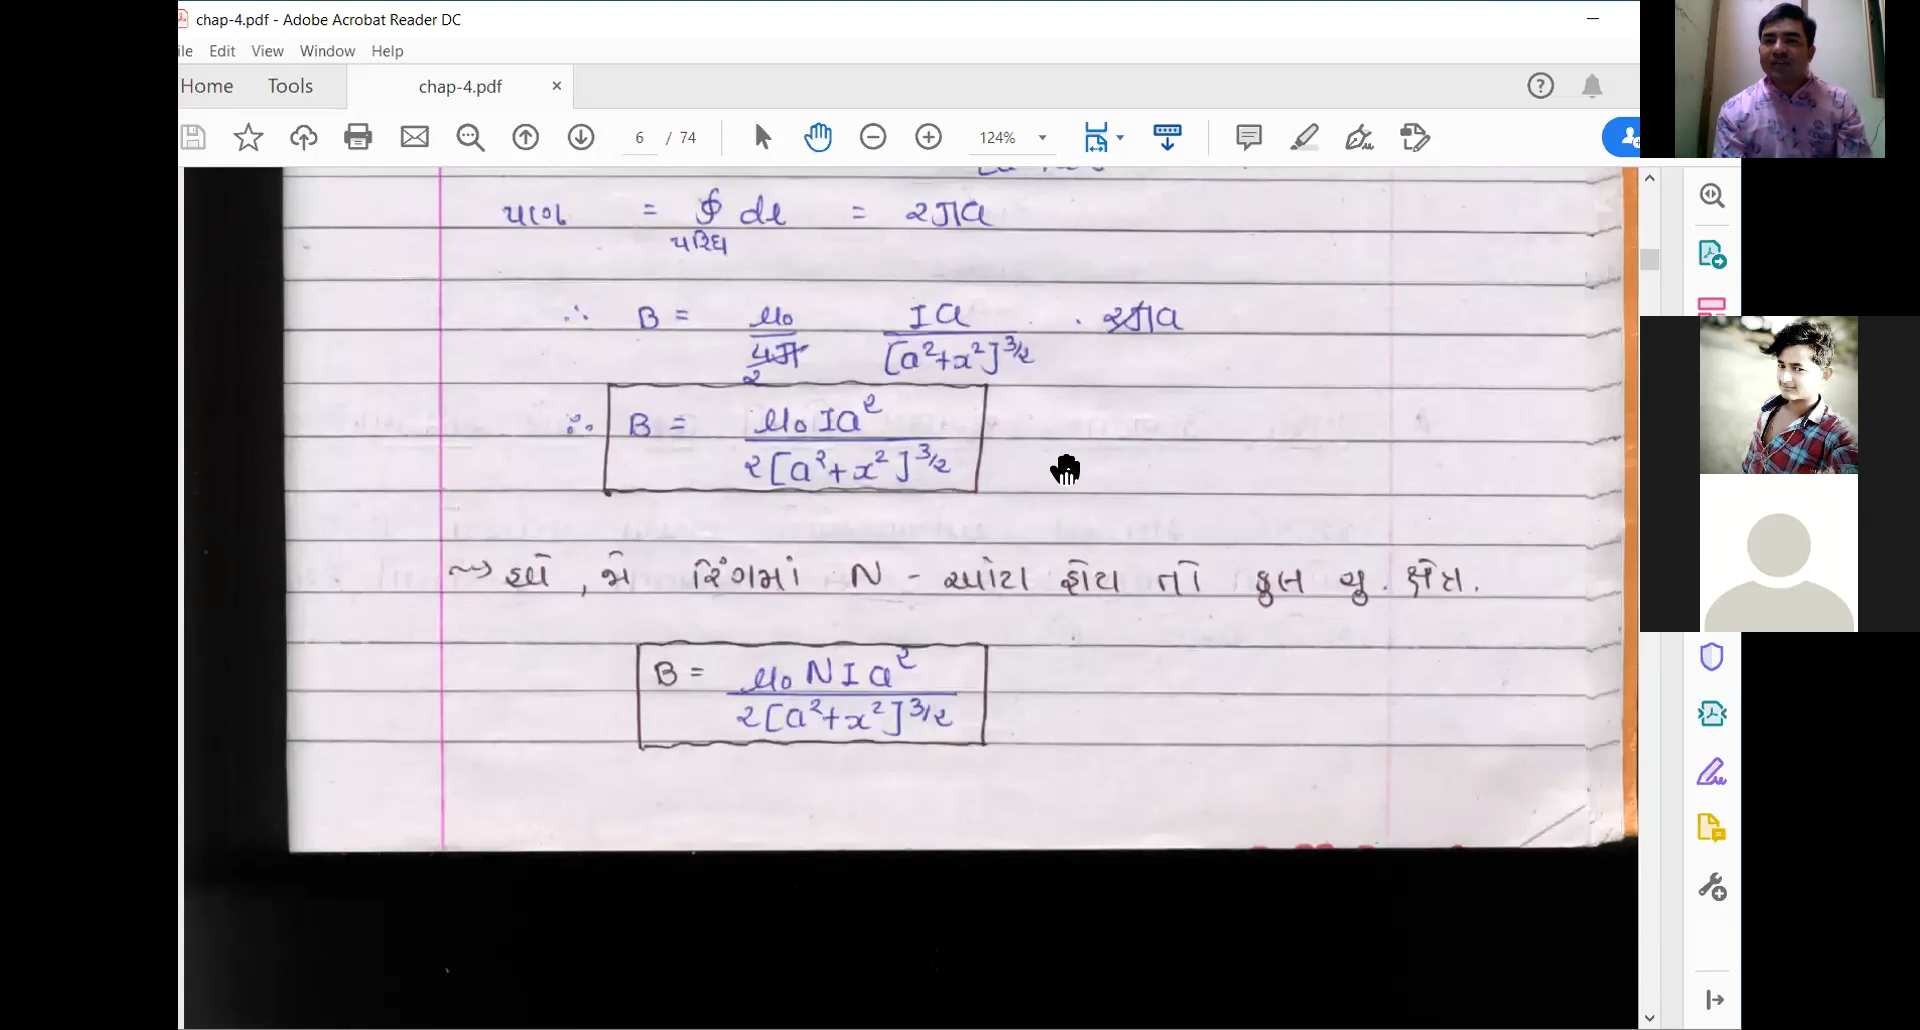 chap-4.pdf - Adobe Acrobat Reader DC
ile Edit View Window Help
Home Tools chap-4.pdf ×
6 / 74 124%
પણ = ∮ dl = 2πa
પરિઘ
∴ B = μ₀/4π Ia/[a²+x²]^3/2 · 2πa
2
∴ B = μ₀Ia²/2[a²+x²]^3/2
હવે, જો રિંગમાં N - આંટા હોય તો કુલ ચુ. ક્ષેત્ર.
B = μ₀NIa²/2[a²+x²]^3/2